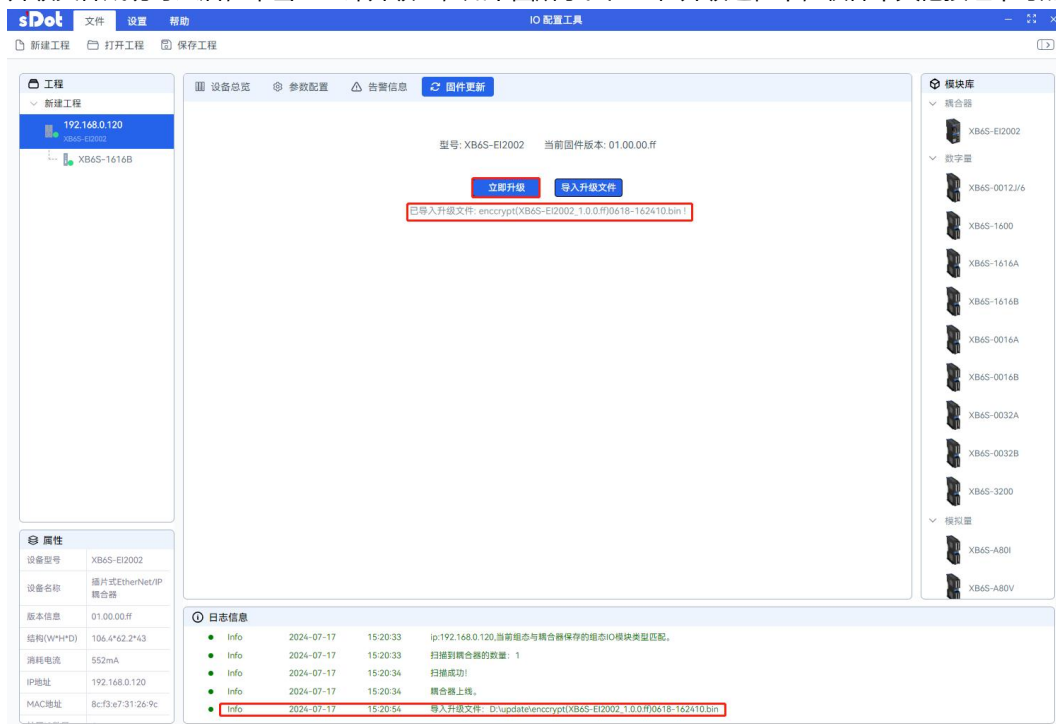 sDot 文件 设置 帮助 IO 配置工具
新建工程 打开工程 保存工程
工程
新建工程
192.168.0.120
XB6S-EI2002
XB6S-1616B
设备总览 参数配置 告警信息 固件更新
型号: XB6S-EI2002 当前固件版本: 01.00.00.ff
立即升级 导入升级文件
已导入升级文件: enccrypt(XB6S-EI2002_1.0.0.ff)0618-162410.bin !
模块库
耦合器
XB6S-EI2002
数字量
XB6S-0012J/6
XB6S-1600
XB6S-1616A
XB6S-1616B
XB6S-0016A
XB6S-0016B
XB6S-0032A
XB6S-0032B
XB6S-3200
模拟量
XB6S-A80I
XB6S-A80V
属性
设备型号 XB6S-EI2002
设备名称 插片式EtherNet/IP
耦合器
版本信息 01.00.00.ff
结构(W*H*D) 106.4*62.2*43
消耗电流 552mA
IP地址 192.168.0.120
MAC地址 8c:f3:e7:31:26:9c
日志信息
Info 2024-07-17 15:20:33 ip:192.168.0.120,当前组态与耦合器保存的组态IO模块类型匹配。
Info 2024-07-17 15:20:33 扫描到耦合器的数量: 1
Info 2024-07-17 15:20:34 扫描成功!
Info 2024-07-17 15:20:34 耦合器上线。
Info 2024-07-17 15:20:54 导入升级文件: D:\update\enccrypt(XB6S-EI2002_1.0.0.ff)0618-162410.bin